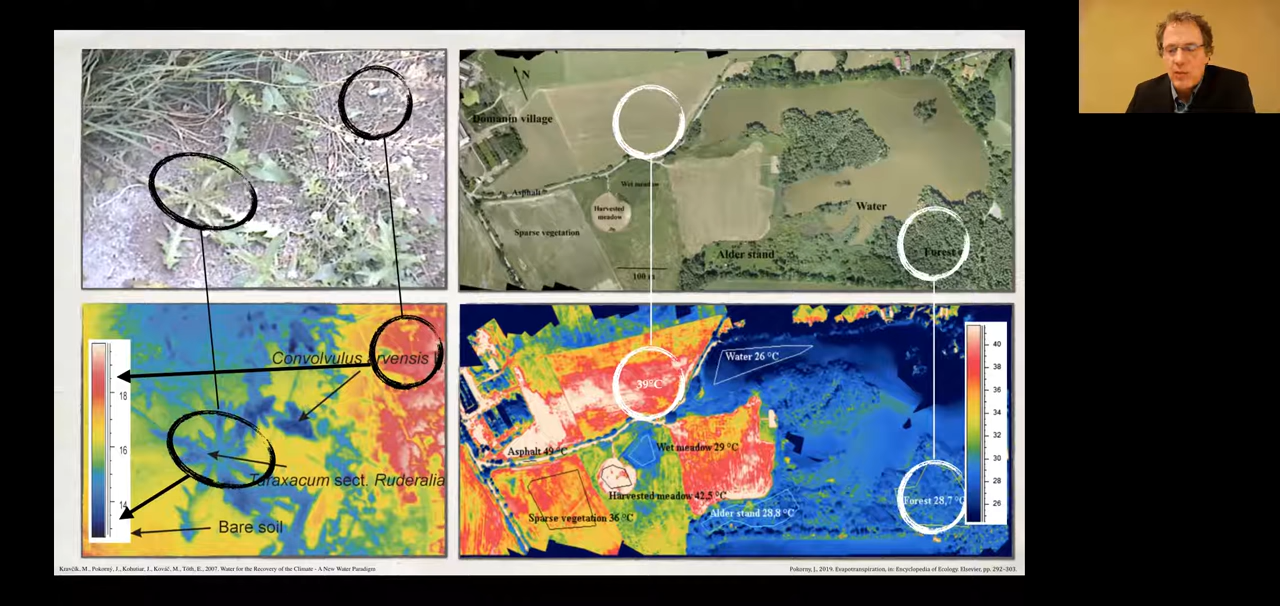 N
Domanin village
Asphalt
Wet meadow
Harvested
meadow
Sparse vegetation
Water
Forest
Alder stand
100 m
Convolvulus arvensis
18
16
14
Taraxacum sect. Ruderalia
Bare soil
Water 26 °C
39°C
Asphalt 49 °C
Wet meadow 29 °C
Harvested meadow 42,5 °C
Sparse vegetation 36 °C
Alder stand 28,8 °C
Forest 28,7 °C
40
38
36
34
32
30
28
26
Kravčík, M., Pokorný, J., Kohutiar, J., Kováč, M., Tóth, E., 2007. Water for the Recovery of the Climate - A New Water Paradigm
Pokorny, J., 2019. Evapotranspiration, in: Encyclopedia of Ecology. Elsevier, pp. 292–303.